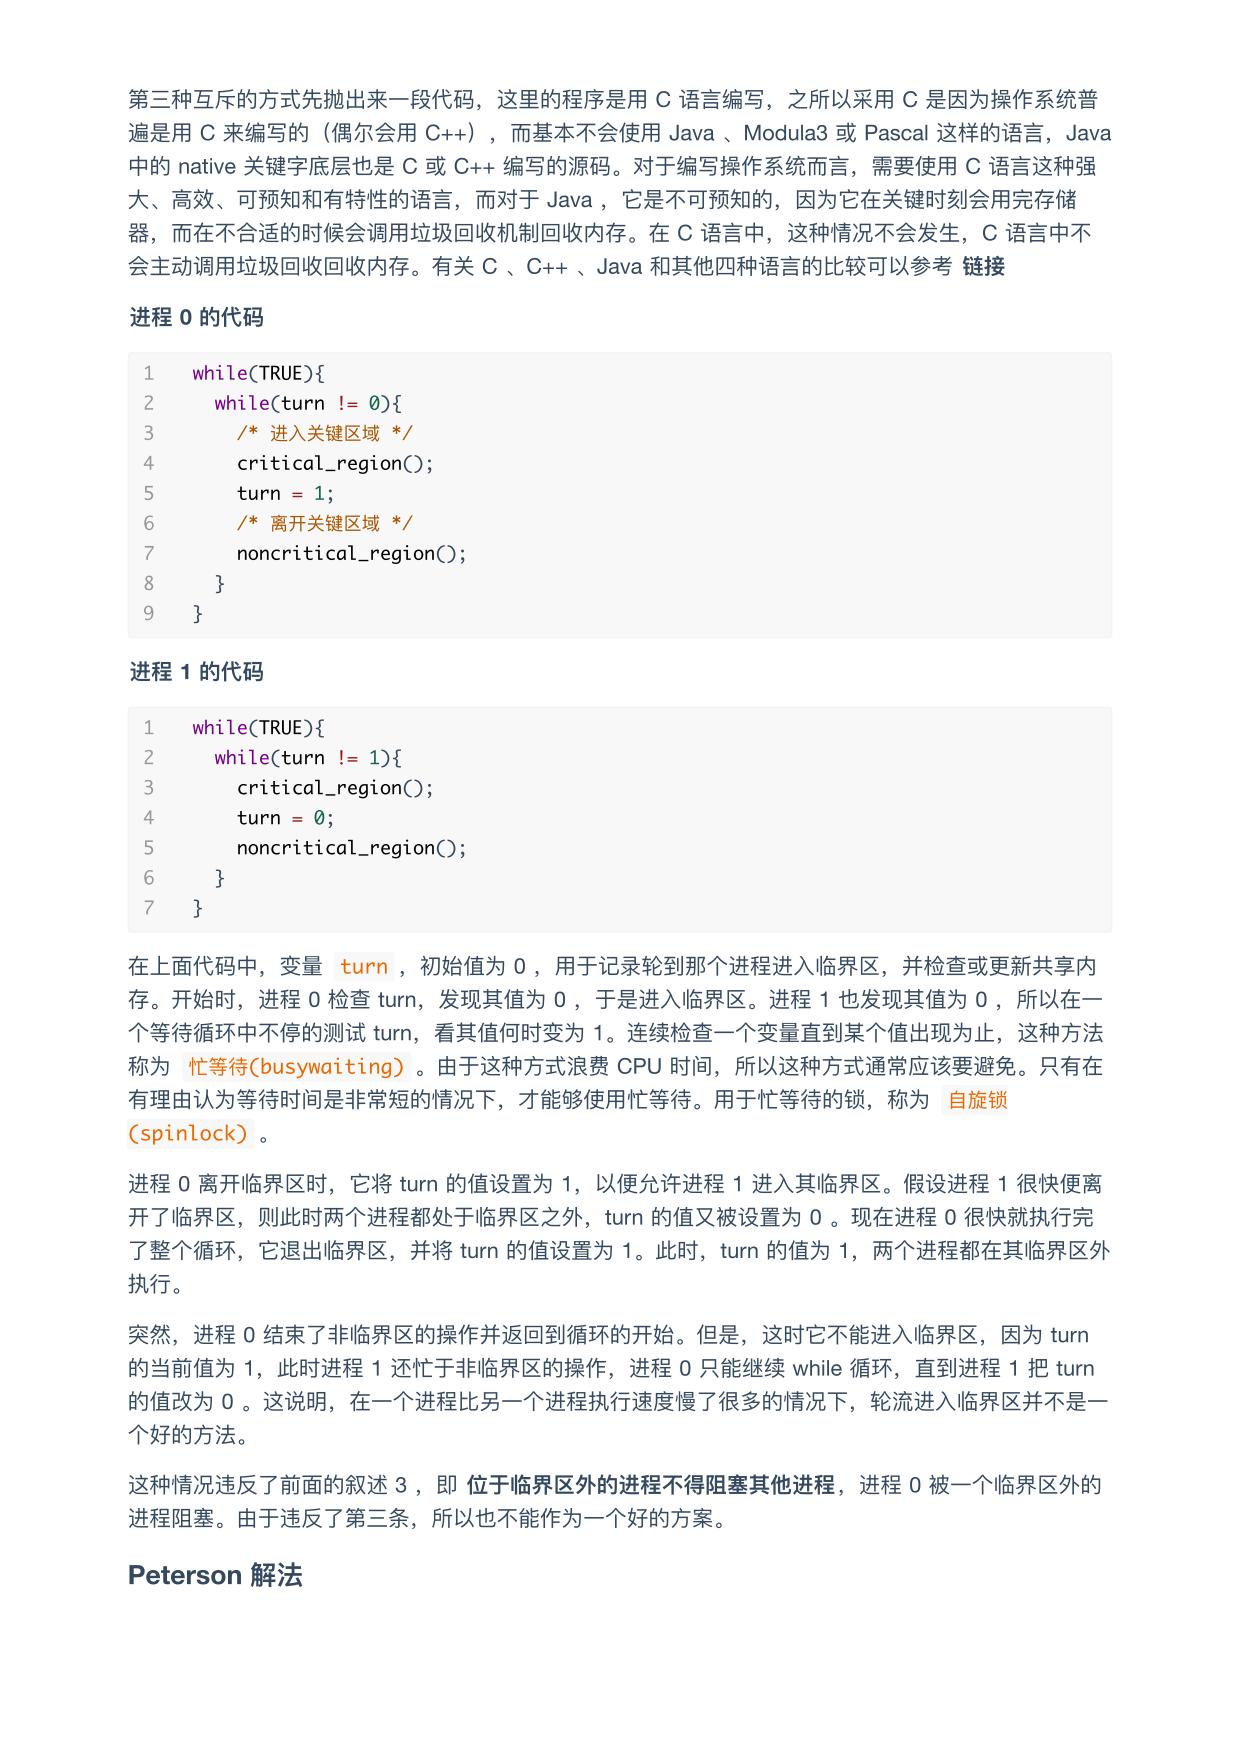 第三种互斥的方式先抛出来一段代码，这里的程序是用 C 语言编写，之所以采用 C 是因为操作系统普
遍是用 C 来编写的（偶尔会用 C++），而基本不会使用 Java 、Modula3 或 Pascal 这样的语言，Java
中的 native 关键字底层也是 C 或 C++ 编写的源码。对于编写操作系统而言，需要使用 C 语言这种强
大、高效、可预知和有特性的语言，而对于 Java ，它是不可预知的，因为它在关键时刻会用完存储
器，而在不合适的时候会调用垃圾回收机制回收内存。在 C 语言中，这种情况不会发生，C 语言中不
会主动调用垃圾回收回收内存。有关 C 、C++ 、Java 和其他四种语言的比较可以参考 链接
进程 0 的代码
1 while(TRUE){
2 while(turn != 0){
3 /* 进入关键区域 */
4 critical_region();
5 turn = 1;
6 /* 离开关键区域 */
7 noncritical_region();
8 }
9 }
进程 1 的代码
1 while(TRUE){
2 while(turn != 1){
3 critical_region();
4 turn = 0;
5 noncritical_region();
6 }
7 }
在上面代码中，变量 turn ，初始值为 0 ，用于记录轮到那个进程进入临界区，并检查或更新共享内
存。开始时，进程 0 检查 turn，发现其值为 0 ，于是进入临界区。进程 1 也发现其值为 0 ，所以在一
个等待循环中不停的测试 turn，看其值何时变为 1。连续检查一个变量直到某个值出现为止，这种方法
称为 忙等待(busywaiting) 。由于这种方式浪费 CPU 时间，所以这种方式通常应该要避免。只有在
有理由认为等待时间是非常短的情况下，才能够使用忙等待。用于忙等待的锁，称为 自旋锁
(spinlock) 。
进程 0 离开临界区时，它将 turn 的值设置为 1，以便允许进程 1 进入其临界区。假设进程 1 很快便离
开了临界区，则此时两个进程都处于临界区之外，turn 的值又被设置为 0 。现在进程 0 很快就执行完
了整个循环，它退出临界区，并将 turn 的值设置为 1。此时，turn 的值为 1，两个进程都在其临界区外
执行。
突然，进程 0 结束了非临界区的操作并返回到循环的开始。但是，这时它不能进入临界区，因为 turn
的当前值为 1，此时进程 1 还忙于非临界区的操作，进程 0 只能继续 while 循环，直到进程 1 把 turn
的值改为 0 。这说明，在一个进程比另一个进程执行速度慢了很多的情况下，轮流进入临界区并不是一
个好的方法。
这种情况违反了前面的叙述 3 ，即 位于临界区外的进程不得阻塞其他进程，进程 0 被一个临界区外的
进程阻塞。由于违反了第三条，所以也不能作为一个好的方案。
Peterson 解法